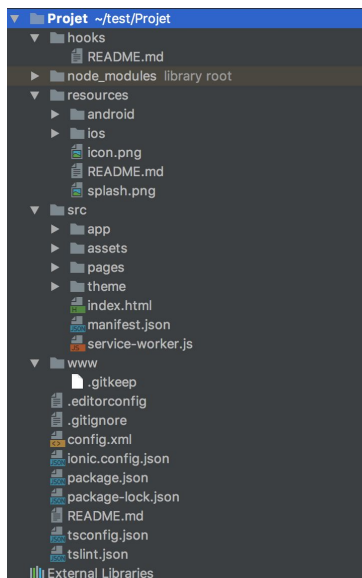 Projet ~/test/Projet
hooks
README.md
node_modules library root
resources
android
ios
icon.png
README.md
splash.png
src
app
assets
pages
theme
index.html
manifest.json
service-worker.js
www
.gitkeep
.editorconfig
.gitignore
config.xml
ionic.config.json
package.json
package-lock.json
README.md
tsconfig.json
tslint.json
External Libraries